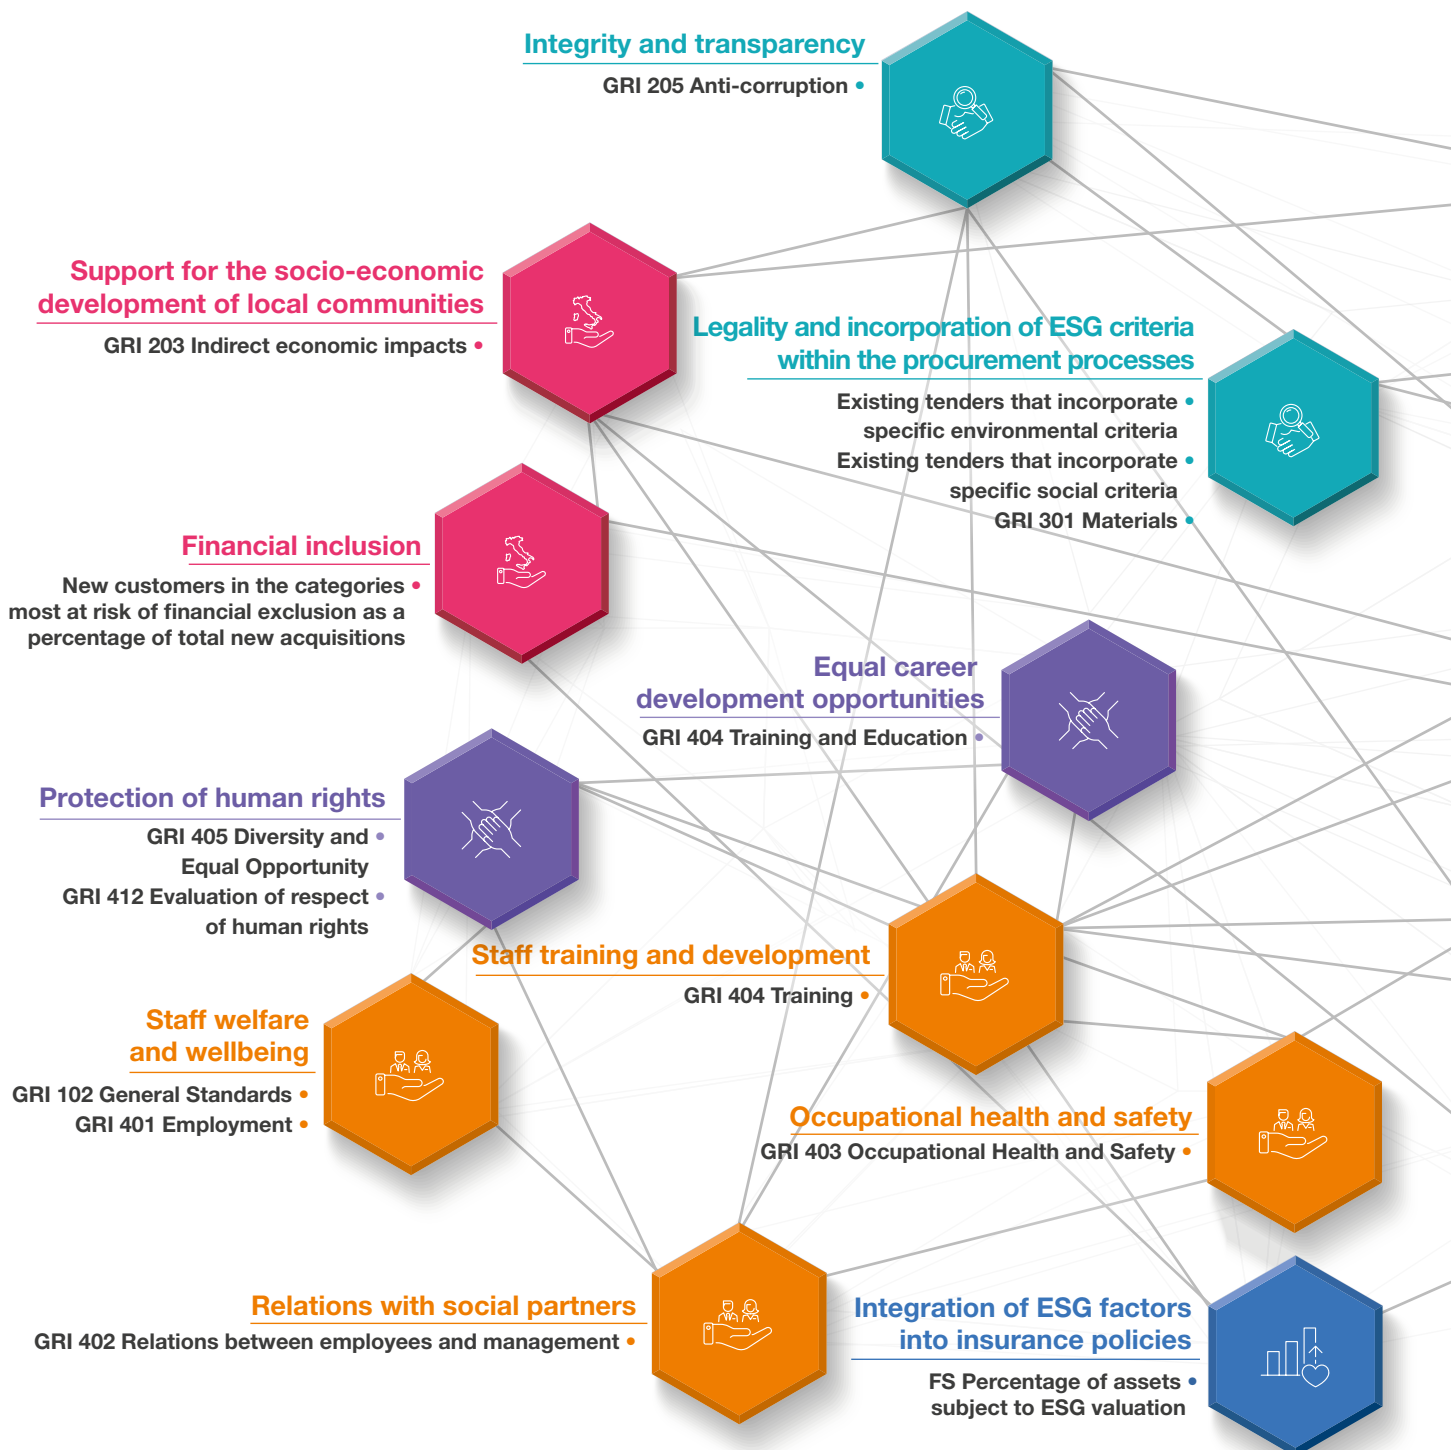 Integrity and transparency
GRI 205 Anti-corruption •
Support for the socio-economic
development of local communities
GRI 203 Indirect economic impacts •
Legality and incorporation of ESG criteria
within the procurement processes
Existing tenders that incorporate •
specific environmental criteria
Existing tenders that incorporate •
specific social criteria
GRI 301 Materials •
Financial inclusion
New customers in the categories •
most at risk of financial exclusion as a
percentage of total new acquisitions
Equal career
development opportunities
GRI 404 Training and Education •
Protection of human rights
GRI 405 Diversity and •
Equal Opportunity
GRI 412 Evaluation of respect •
of human rights
Staff training and development
GRI 404 Training •
Staff welfare
and wellbeing
GRI 102 General Standards •
GRI 401 Employment •
Occupational health and safety
GRI 403 Occupational Health and Safety •
Relations with social partners
GRI 402 Relations between employees and management •
Integration of ESG factors
into insurance policies
FS Percentage of assets •
subject to ESG valuation